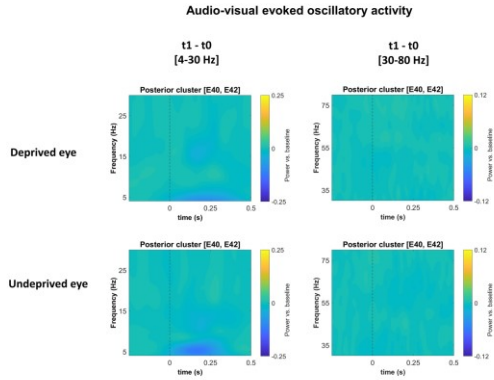 Audio-visual evoked oscillatory activity
t1 - t0
[4-30 Hz]
t1 - t0
[30-80 Hz]
Deprived eye
Posterior cluster [E40, E42]
Frequency (Hz)
25
15
5
0
0.25
0.5
time (s)
0.25
0
-0.25
Power vs. baseline
Posterior cluster [E40, E42]
Frequency (Hz)
75
55
35
0
0.25
0.5
time (s)
0.12
0
-0.12
Power vs. baseline
Undeprived eye
Posterior cluster [E40, E42]
Frequency (Hz)
25
15
5
0
0.25
0.5
time (s)
0.25
0
-0.25
Power vs. baseline
Posterior cluster [E40, E42]
Frequency (Hz)
75
55
35
0
0.25
0.5
time (s)
0.12
0
-0.12
Power vs. baseline